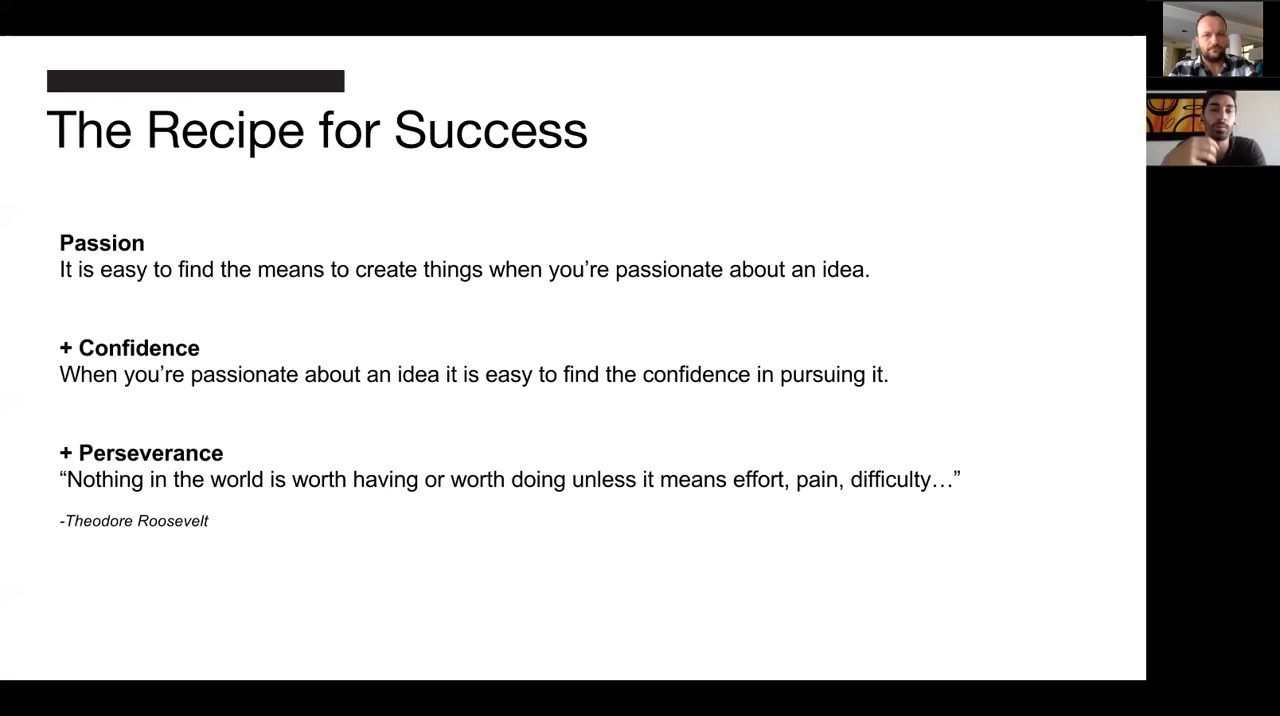 The Recipe for Success
Passion
It is easy to find the means to create things when you’re passionate about an idea.
+ Confidence
When you’re passionate about an idea it is easy to find the confidence in pursuing it.
+ Perseverance
“Nothing in the world is worth having or worth doing unless it means effort, pain, difficulty…”
-Theodore Roosevelt